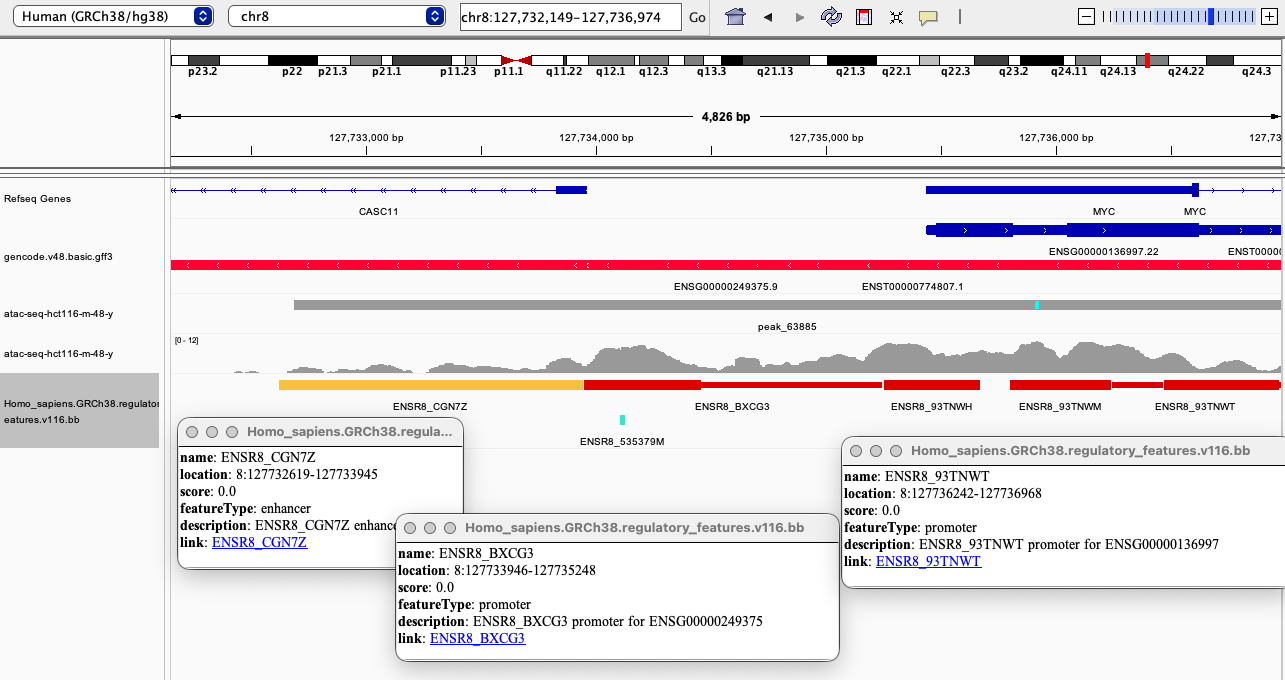 Human (GRCh38/hg38) chr8 chr8:127,732,149-127,736,974 Go
p23.2 p22 p21.3 p21.1 p11.23 p11.1 q11.22 q12.1 q12.3 q13.3 q21.13 q21.3 q22.1 q22.3 q23.2 q24.11 q24.13 q24.22 q24.3
4,826 bp
127,733,000 bp 127,734,000 bp 127,735,000 bp 127,736,000 bp 127,73
Refseq Genes
CASC11 MYC MYC
gencode.v48.basic.gff3
ENSG00000136997.22 ENST0000
ENSG00000249375.9 ENST00000774807.1
atac-seq-hct116-m-48-y
peak_63885
[0 - 12]
atac-seq-hct116-m-48-y
Homo_sapiens.GRCh38.regulator
eatures.v116.bb
ENSR8_CGN7Z ENSR8_BXCG3 ENSR8_93TNWH ENSR8_93TNWM ENSR8_93TNWT
ENSR8_535379M
Homo_sapiens.GRCh38.regula...
name: ENSR8_CGN7Z
location: 8:127732619-127733945
score: 0.0
featureType: enhancer
description: ENSR8_CGN7Z enhance
link: ENSR8_CGN7Z
Homo_sapiens.GRCh38.regulatory_features.v116.bb
name: ENSR8_BXCG3
location: 8:127733946-127735248
score: 0.0
featureType: promoter
description: ENSR8_BXCG3 promoter for ENSG00000249375
link: ENSR8_BXCG3
Homo_sapiens.GRCh38.regulatory_features.v116.bb
name: ENSR8_93TNWT
location: 8:127736242-127736968
score: 0.0
featureType: promoter
description: ENSR8_93TNWT promoter for ENSG00000136997
link: ENSR8_93TNWT